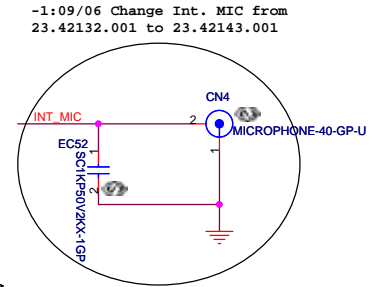 -1:09/06 Change Int. MIC from
23.42132.001 to 23.42143.001
CN4
INT_MIC
2
MICROPHONE-40-GP-U
EC52
1
SC1KP50V2KX-1GP
2
1